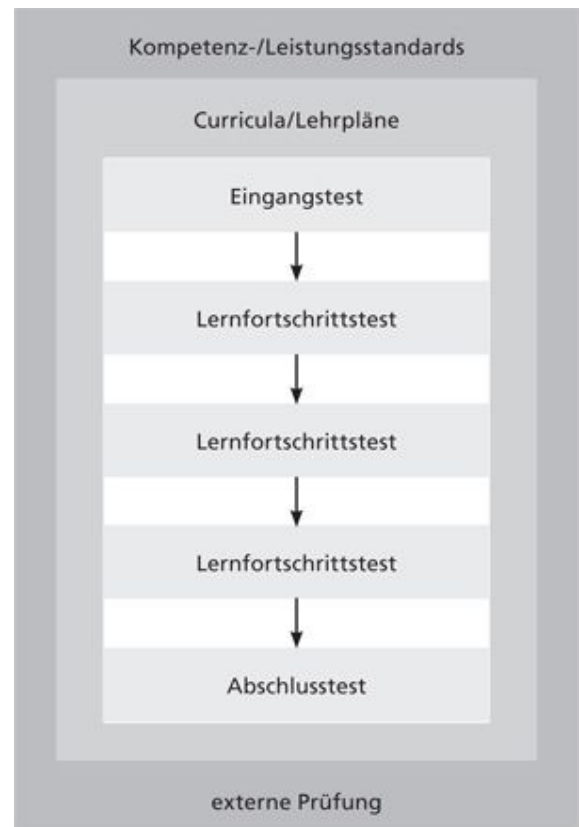 Kompetenz-/Leistungsstandards
Curricula/Lehrpläne
Eingangstest
Lernfortschrittstest
Lernfortschrittstest
Lernfortschrittstest
Abschlusstest
externe Prüfung